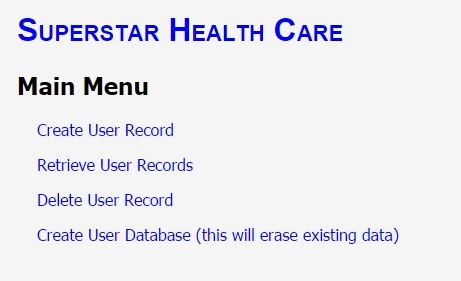 Superstar Health Care
Main Menu
Create User Record
Retrieve User Records
Delete User Record
Create User Database (this will erase existing data)